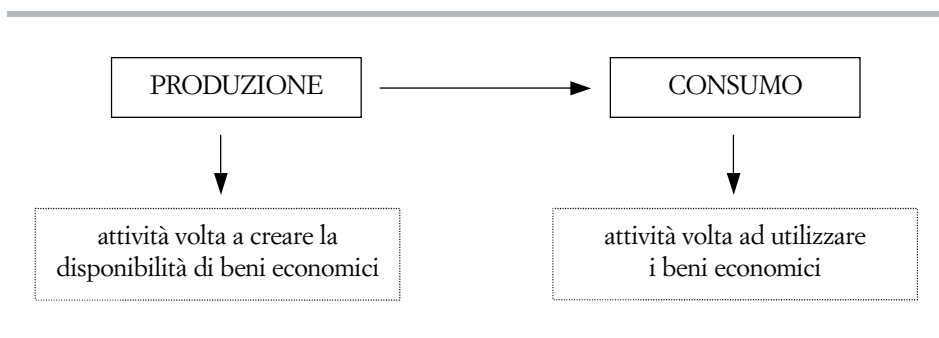 PRODUZIONE
CONSUMO
attività volta a creare la
disponibilità di beni economici
attività volta ad utilizzare
i beni economici